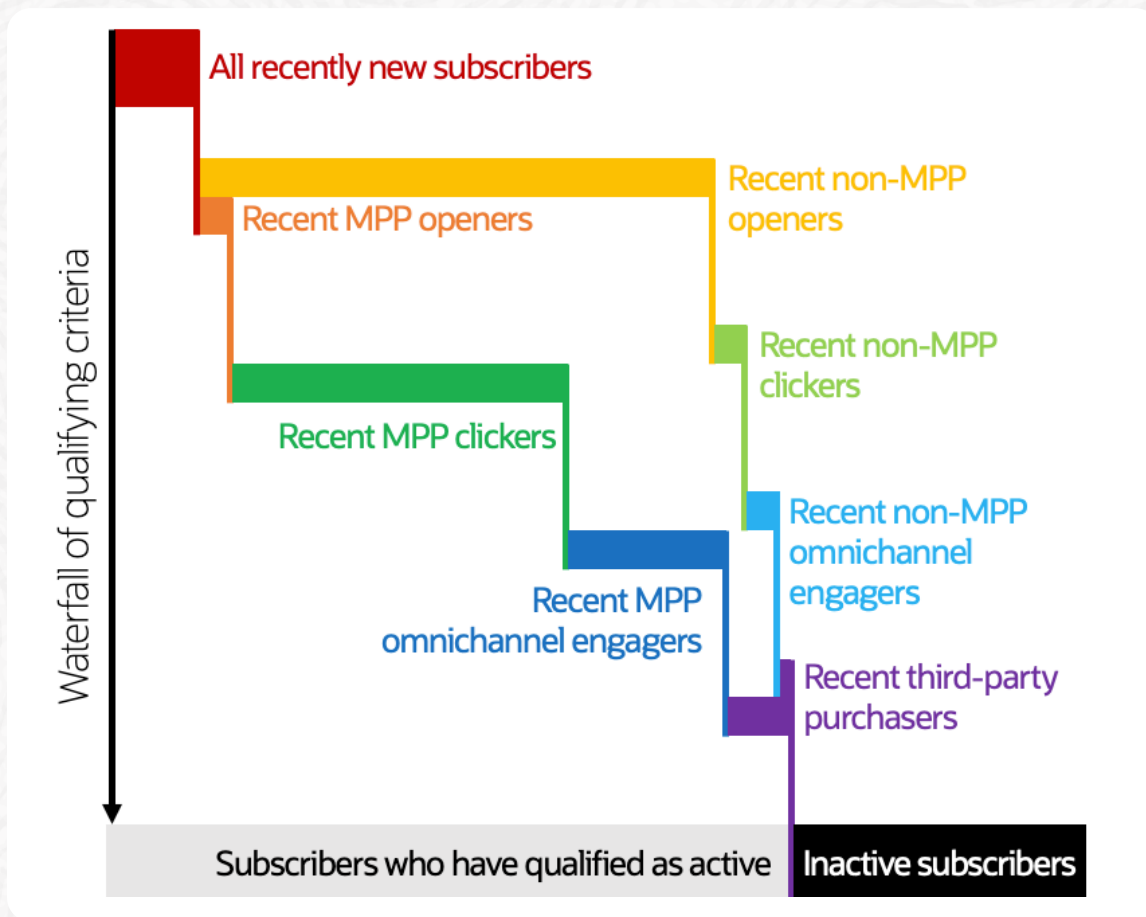 All recently new subscribers
Recent non-MPP
openers
Recent MPP openers
Recent non-MPP
clickers
Recent MPP clickers
Recent non-MPP
omnichannel
engagers
Recent MPP
omnichannel engagers
Recent third-party
purchasers
Waterfall of qualifying criteria
Subscribers who have qualified as active
Inactive subscribers